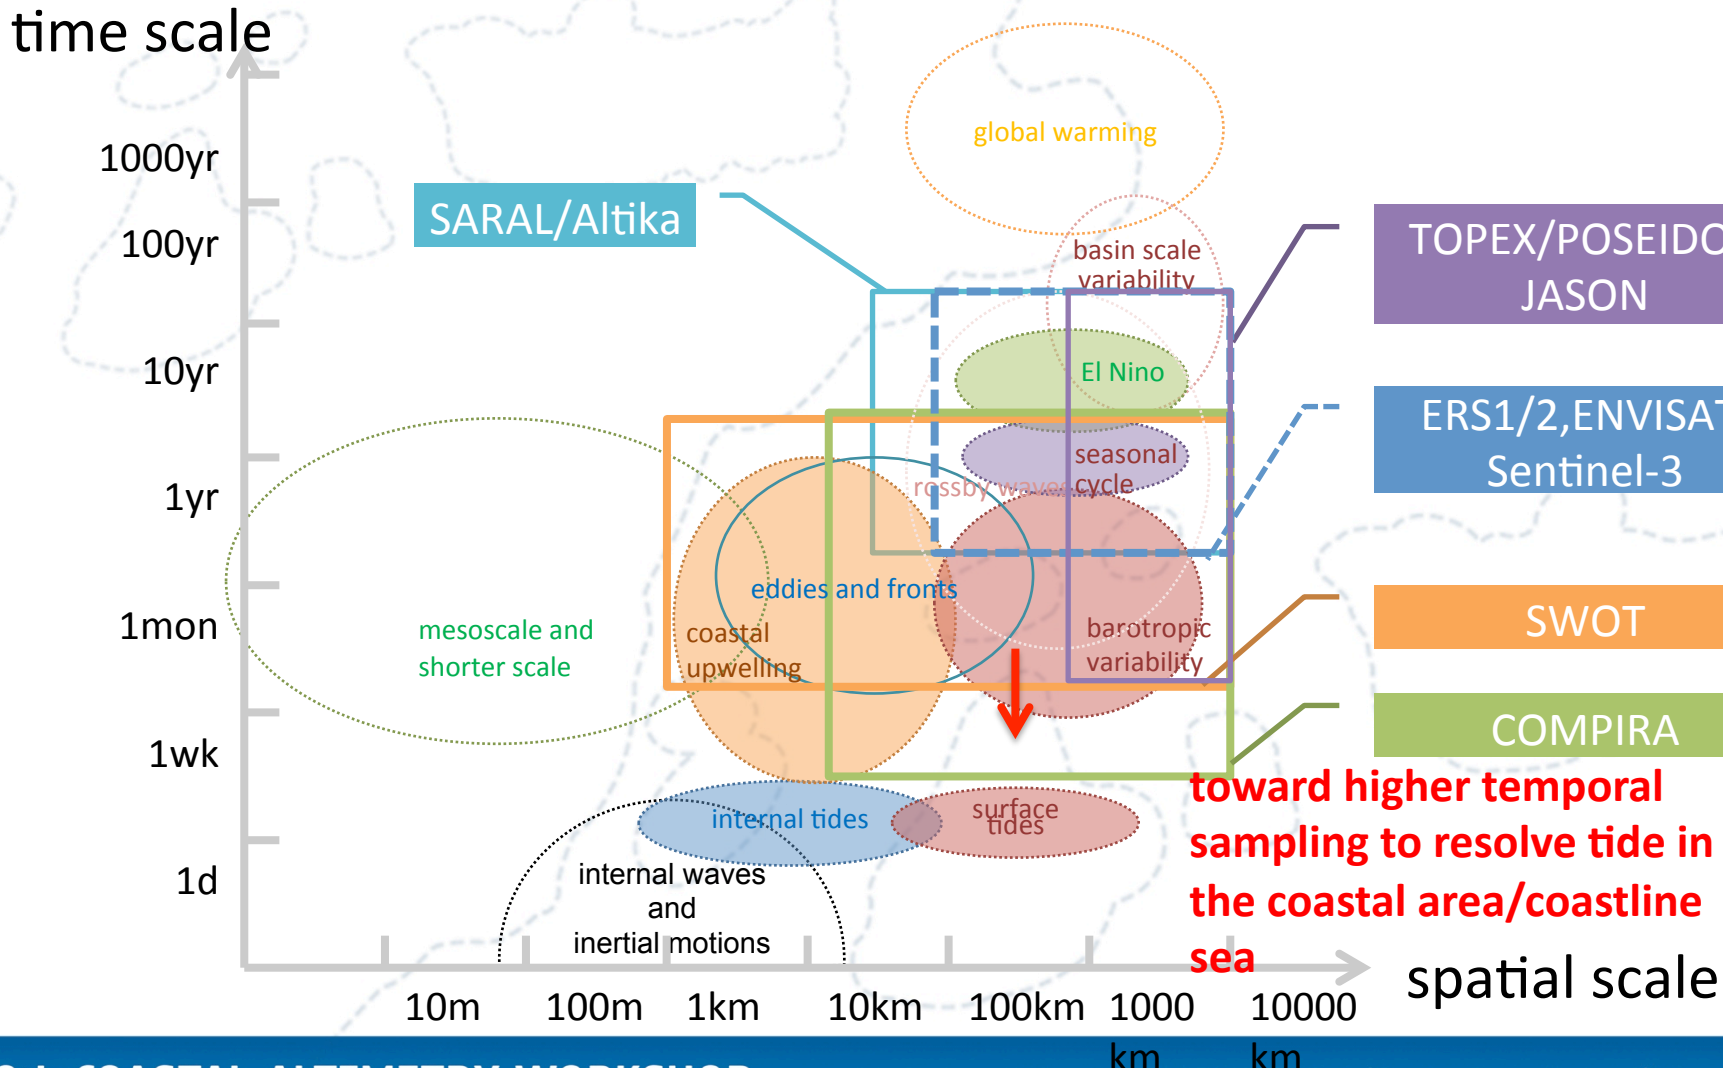 time scale
1000yr
100yr
10yr
1yr
1mon
1wk
1d
global warming
SARAL/Altika
basin scale
variability
TOPEX/POSEIDO
JASON
El Nino
ERS1/2,ENVISAT
Sentinel-3
seasonal
cycle
rossby waves
eddies and fronts
mesoscale and
shorter scale
coastal
upwelling
barotropic
variability
SWOT
COMPIRA
toward higher temporal
sampling to resolve tide in
the coastal area/coastline
sea
internal tides
surface
tides
internal waves
and
inertial motions
spatial scale
10m
100m
1km
10km
100km
1000
km
10000
km
COASTAL ALTIMETRY WORKSHOP